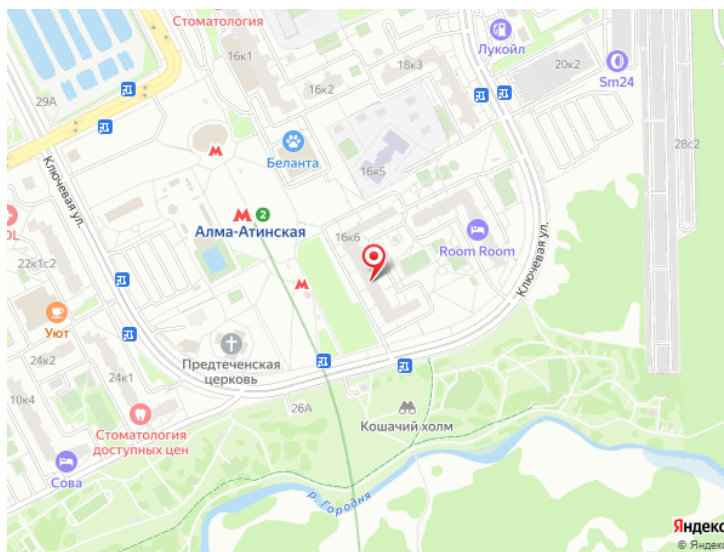 Стоматология
16к1
18к3
Лукойл
20к2
Sm24
29А
16к2
Беланта
16к5
28с2
Ключевая ул.
2
Алма-Атинская
16к6
Room Room
Ключевая ул.
OL
22к1с2
Уют
24к2
24к1
10к4
Предтеченская
церковь
26А
Кошачий холм
Стоматология
доступных цен
Сова
р. Городня
Яндекс
© Яндекс